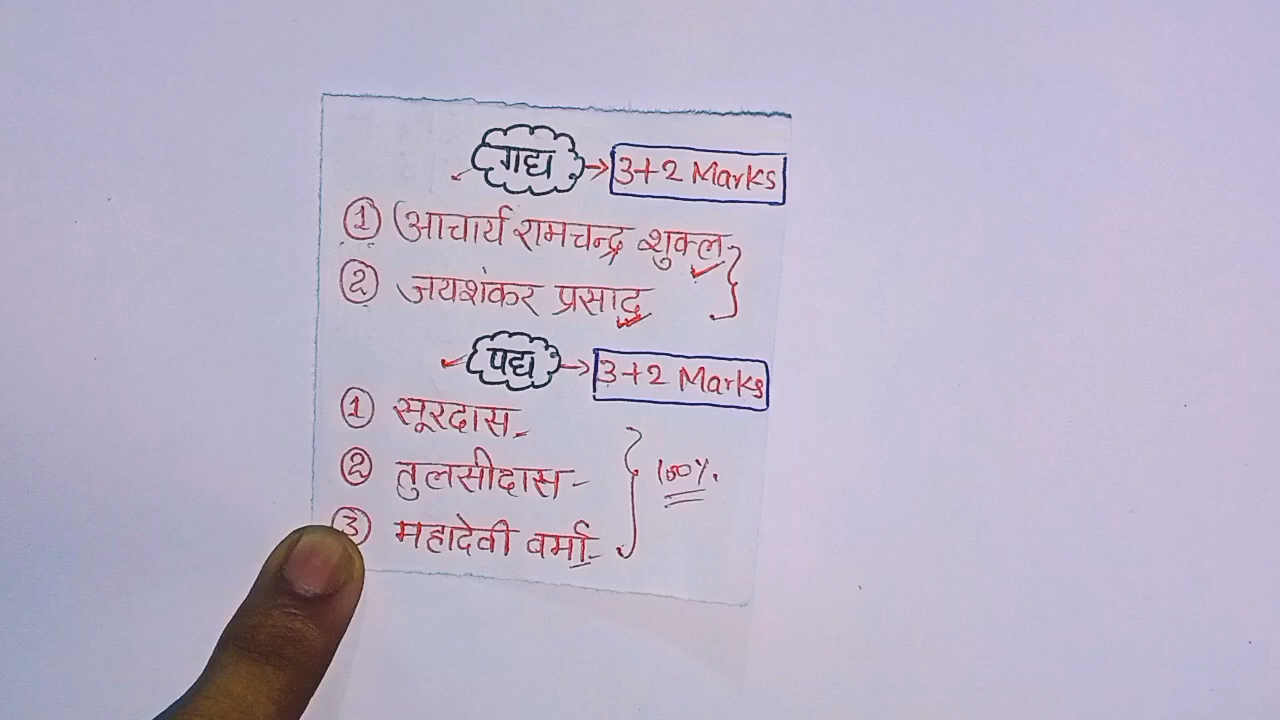 गद्य → 3+2 Marks
① आचार्य रामचन्द्र शुक्ल
② जयशंकर प्रसाद
पद्य → 3+2 Marks
① सूरदास
② तुलसीदास
100%.
③ महादेवी वर्मा